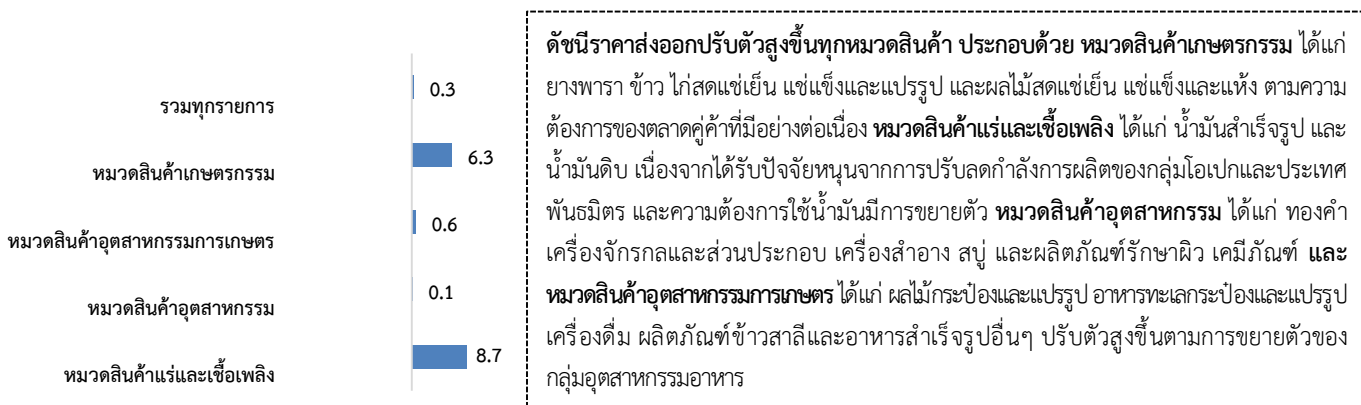 รวมทุกรายการ 0.3
หมวดสินค้าเกษตรกรรม 6.3
หมวดสินค้าอุตสาหกรรมการเกษตร 0.6
หมวดสินค้าอุตสาหกรรม 0.1
หมวดสินค้าแร่และเชื้อเพลิง 8.7
ดัชนีราคาส่งออกปรับตัวสูงขึ้นทุกหมวดสินค้า ประกอบด้วย หมวดสินค้าเกษตรกรรม ได้แก่
ยางพารา ข้าว ไก่สดแช่เย็น แช่แข็งและแปรรูป และผลไม้สดแช่เย็น แช่แข็งและแห้ง ตามความ
ต้องการของตลาดคู่ค้าที่มีอย่างต่อเนื่อง หมวดสินค้าแร่และเชื้อเพลิง ได้แก่ น้ำมันสำเร็จรูป และ
น้ำมันดิบ เนื่องจากได้รับปัจจัยหนุนจากการปรับลดกำลังการผลิตของกลุ่มโอเปกและประเทศ
พันธมิตร และความต้องการใช้น้ำมันมีการขยายตัว หมวดสินค้าอุตสาหกรรม ได้แก่ ทองคำ
เครื่องจักรกลและส่วนประกอบ เครื่องสำอาง สบู่ และผลิตภัณฑ์รักษาผิว เคมีภัณฑ์ และ
หมวดสินค้าอุตสาหกรรมการเกษตร ได้แก่ ผลไม้กระป๋องและแปรรูป อาหารทะเลกระป๋องและแปรรูป
เครื่องดื่ม ผลิตภัณฑ์ข้าวสาลีและอาหารสำเร็จรูปอื่นๆ ปรับตัวสูงขึ้นตามการขยายตัวของ
กลุ่มอุตสาหกรรมอาหาร